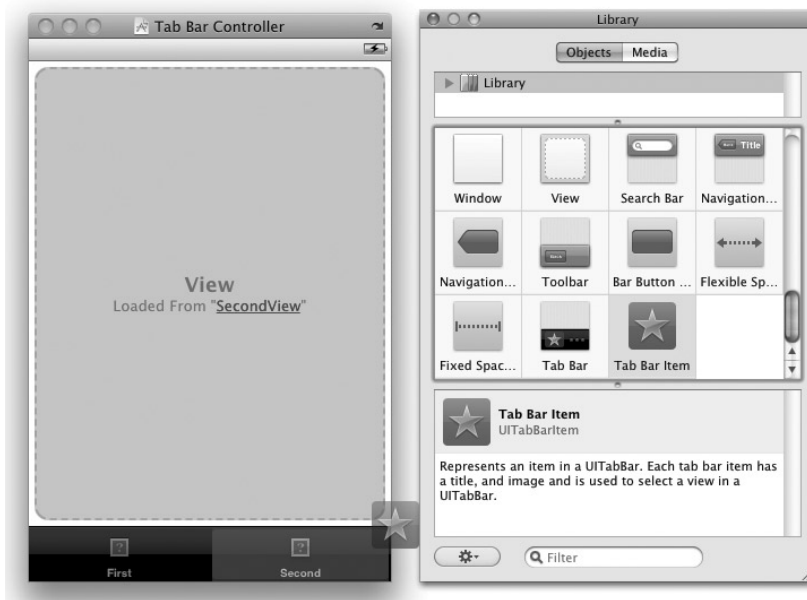 Tab Bar Controller
View
Loaded From "SecondView"
First
Second
Library
Objects
Media
Library
Window
View
Search Bar
Navigation...
Navigation...
Toolbar
Bar Button ...
Flexible Sp...
Fixed Spac...
Tab Bar
Tab Bar Item
Title
Tab Bar Item
UITabBarItem
Represents an item in a UITabBar. Each tab bar item has
a title, and image and is used to select a view in a
UITabBar.
Filter